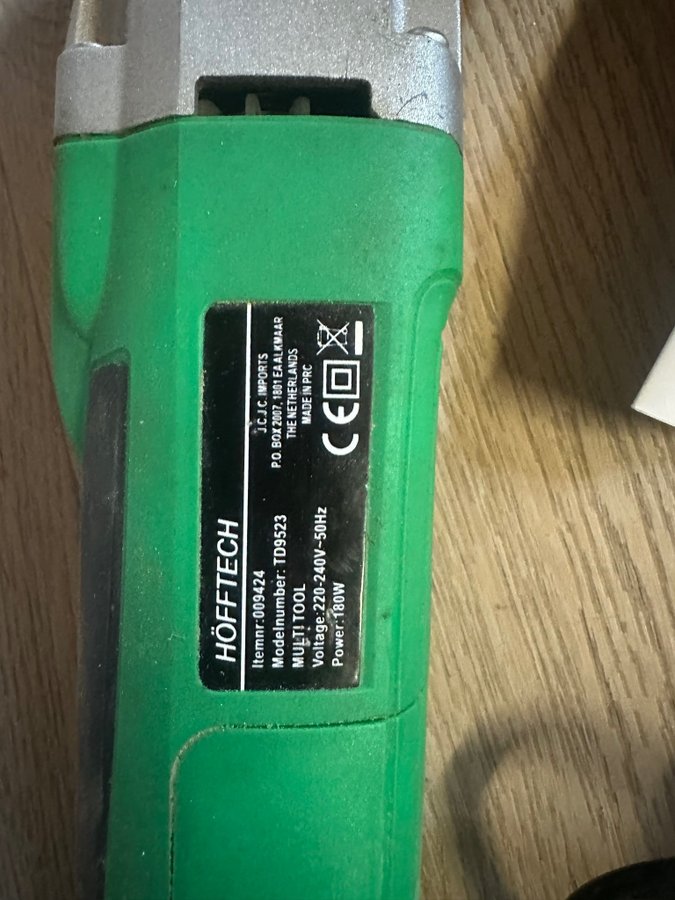 HÖFFTECH
Itemnr:009424
Modelnumber: TD9523
MULTI TOOL
Voltage:220-240V~50Hz
Power:180W
J.C.J.C. IMPORTS
P.O. BOX 2007, 1801 EA ALKMAAR
THE NETHERLANDS
MADE IN PRC
CE